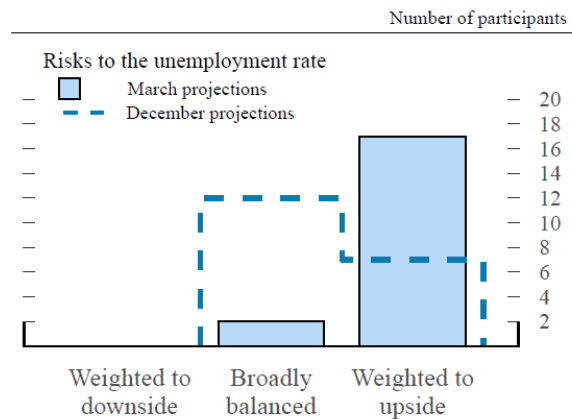 Number of participants
Risks to the unemployment rate
March projections
December projections
20
18
16
14
12
10
8
6
4
2
Weighted to
downside
Broadly
balanced
Weighted to
upside